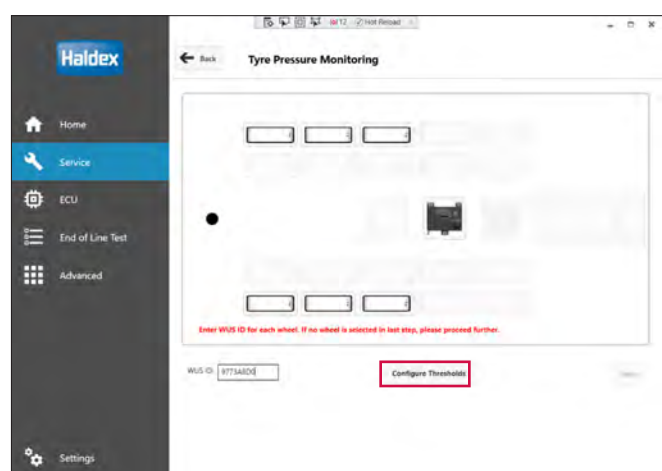 Hot Reload
Haldex
Back
Tyre Pressure Monitoring
Home
Service
ECU
End of Line Test
Advanced
Enter WUS ID for each wheel. If no wheel is selected in last step, please proceed further.
WUS ID
Configure Thresholds
Settings